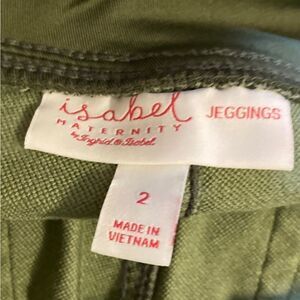 isabel
MATERNITY
by Ingrid & Isabel
JEGGINGS
2
MADE IN
VIETNAM